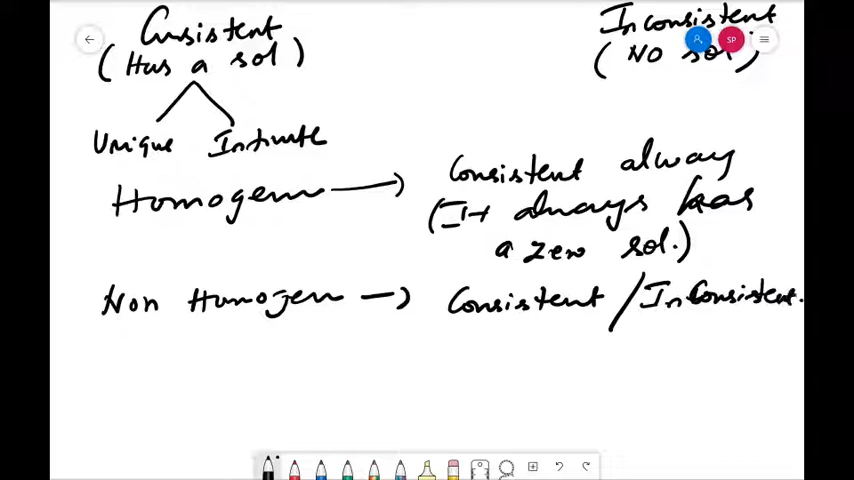 Consistent
Inconsistent
(Has a sol)
(NO sol)
SP
Unique Infinite
Homogen → Consistent always
(It always has
a zero sol.)
Non Homogen → Consistent / InConsistent.